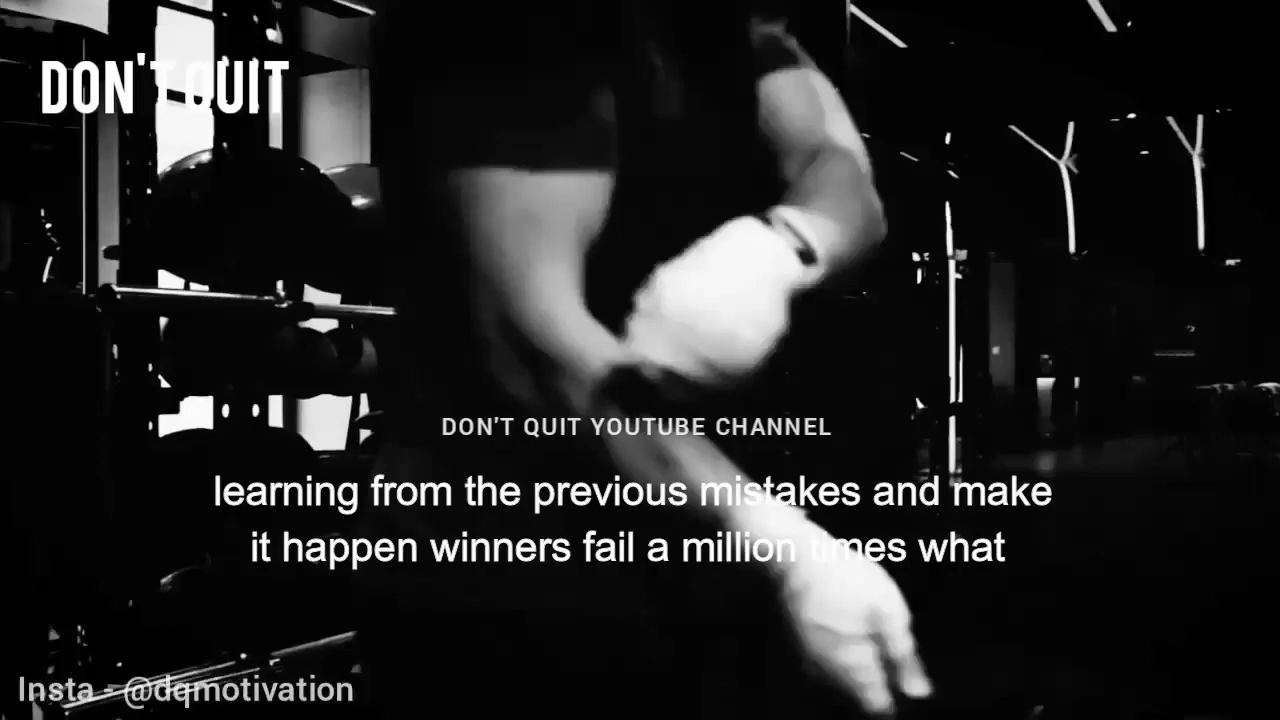 DON'T QUIT
DON'T QUIT YOUTUBE CHANNEL
learning from the previous mistakes and make
it happen winners fail a million times what
Insta - @dqmotivation